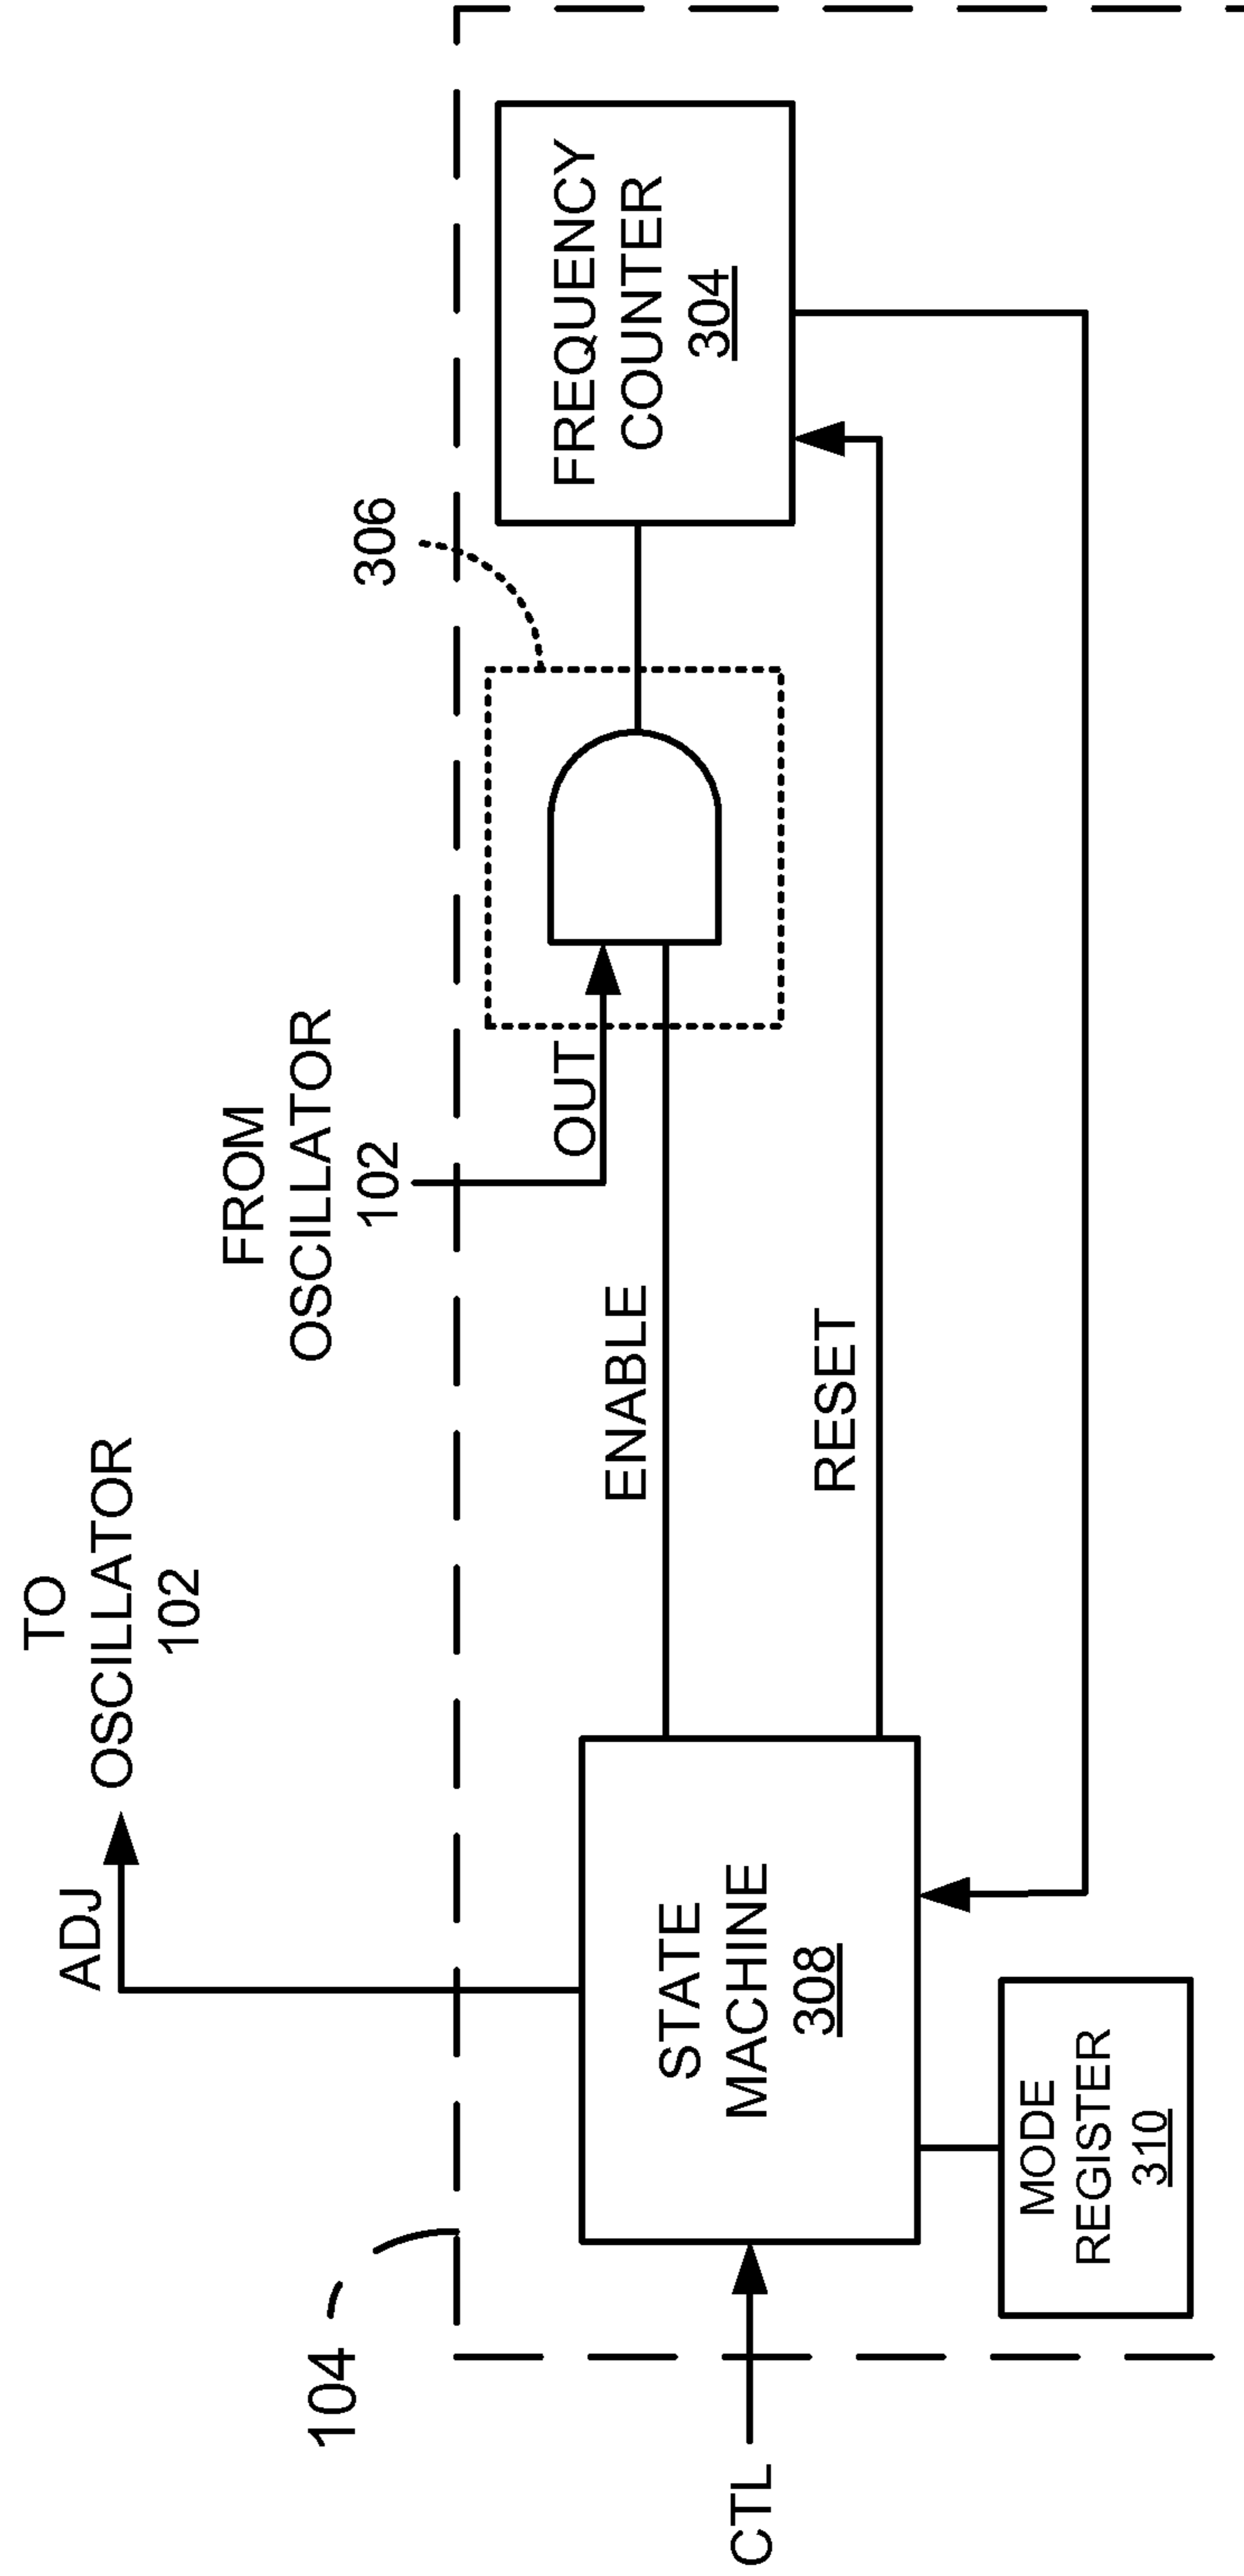 TO
OSCILLATOR
102
ADJ
FROM
OSCILLATOR
102
306
104
OUT
ENABLE
RESET
CTL
STATE
MACHINE
308
MODE
REGISTER
310
FREQUENCY
COUNTER
304